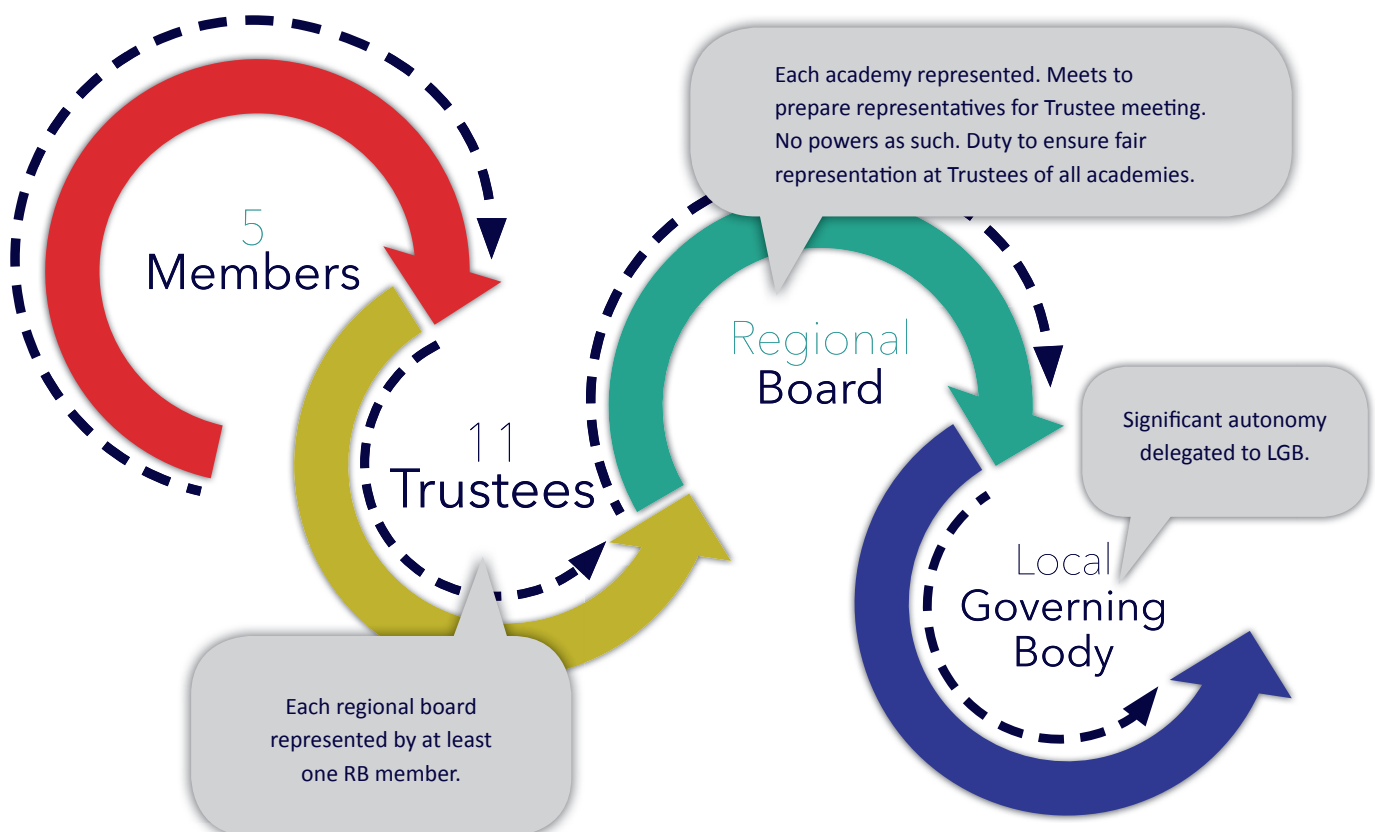 Each academy represented. Meets to
prepare representatives for Trustee meeting.
No powers as such. Duty to ensure fair
representation at Trustees of all academies.
5
Members
Regional
Board
Significant autonomy
delegated to LGB.
11
Trustees
Local
Governing
Body
Each regional board
represented by at least
one RB member.